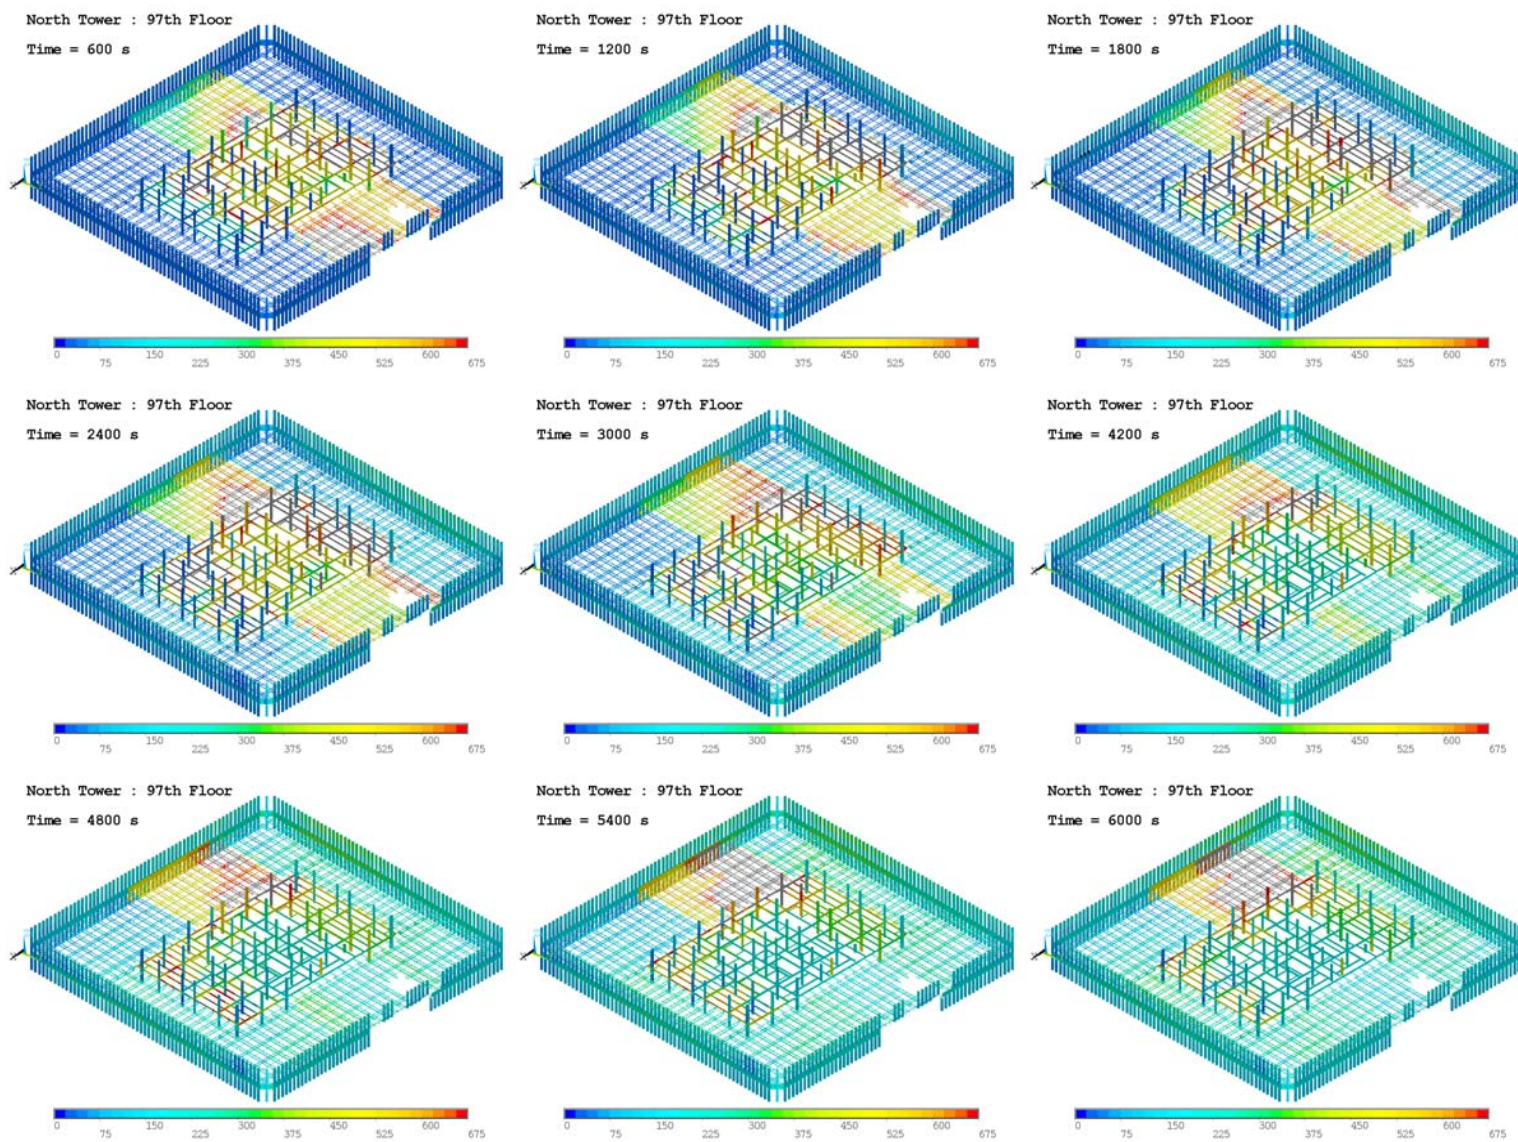 North Tower : 97th Floor
Time = 600 s
0 150 300 450 600
75 225 375 525 675
North Tower : 97th Floor
Time = 1200 s
0 150 300 450 600
75 225 375 525 675
North Tower : 97th Floor
Time = 1800 s
0 150 300 450 600
75 225 375 525 675
North Tower : 97th Floor
Time = 2400 s
0 150 300 450 600
75 225 375 525 675
North Tower : 97th Floor
Time = 3000 s
0 150 300 450 600
75 225 375 525 675
North Tower : 97th Floor
Time = 4200 s
0 150 300 450 600
75 225 375 525 675
North Tower : 97th Floor
Time = 4800 s
0 150 300 450 600
75 225 375 525 675
North Tower : 97th Floor
Time = 5400 s
0 150 300 450 600
75 225 375 525 675
North Tower : 97th Floor
Time = 6000 s
0 150 300 450 600
75 225 375 525 675